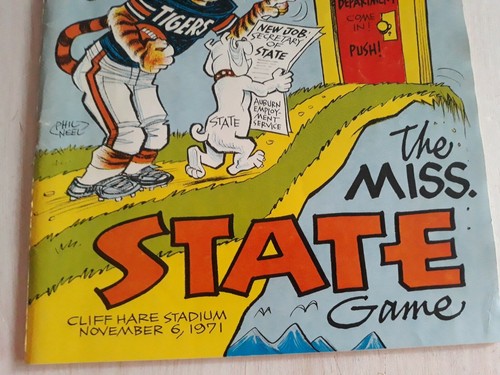 TIGERS
NEW JOB:
SECRETARY
OF
STATE
DEPARTMENT
COME
IN!
PUSH!
STATE
AUBURN
EMPLOY-
MENT
SERVICE
PHIL
NEEL
The
MISS.
STATE
Game
CLIFF HARE STADIUM
NOVEMBER 6, 1971